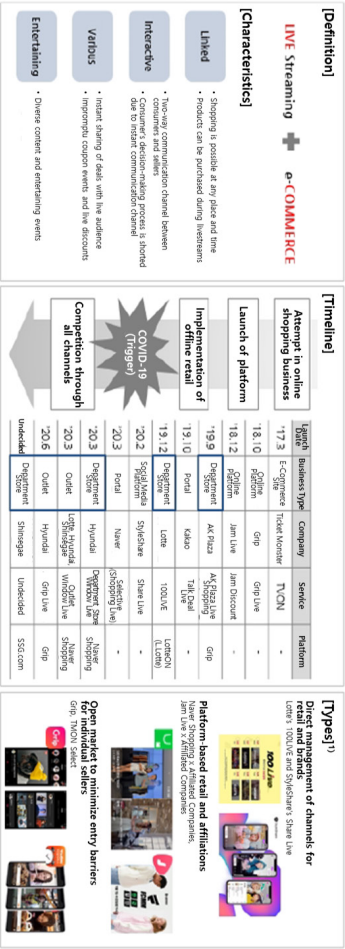 [Definition]
LIVE Streaming + e-COMMERCE
[Characteristics]
Linked
• Shopping is possible at any place and time
• Products can be purchased during livestreams
Interactive
• Two-way communication channel between
consumers and sellers
• Consumer's decision-making process is shorted
due to instant communication channel
Various
• Instant sharing of deals with live audience
• Impromptu coupon events and live discounts
Entertaining
• Diverse content and entertaining events
[Timeline]
Attempt in online
shopping business
Launch of platform
Implementation of
offline retail
COVID-19
(Trigger)
Competition through
all channels
Launch Date Business Type Company Service Platform
'17.3 E-Commerce Site Ticket Monster TVON -
'18.10 Online Platform Grip Grip Live -
'18.12 Online Platform Jam Live Jam Discount -
'19.9 Department Store AK Plaza AK Plaza Live Shopping Grip
'19.10 Portal Kakao Talk Deal Live -
'19.12 Department Store Lotte 100LIVE LotteON (L.Lotte)
'20.2 Social Media Platform StyleShare Share Live -
'20.3 Portal Naver Selective (Shopping Live) -
'20.3 Department Store Hyundai Department Store Window Live Naver Shopping
'20.3 Outlet Lotte, Hyundai, Shinsegae Outlet Window Live Naver Shopping
'20.6 Outlet Hyundai Grip Live Grip
Undecided Department Store Shinsegae Undecided SSG.com
[Types]1)
Direct management of channels for
retail and brands
Lotte's 100LIVE and StyleShare's Share Live
100 Live
Platform-based retail and affiliations
Naver Shopping x Affiliated Companies,
Jam Live x Affiliated Companies
Open market to minimize entry barriers
for individual sellers
Grip, TMON Select
Grip